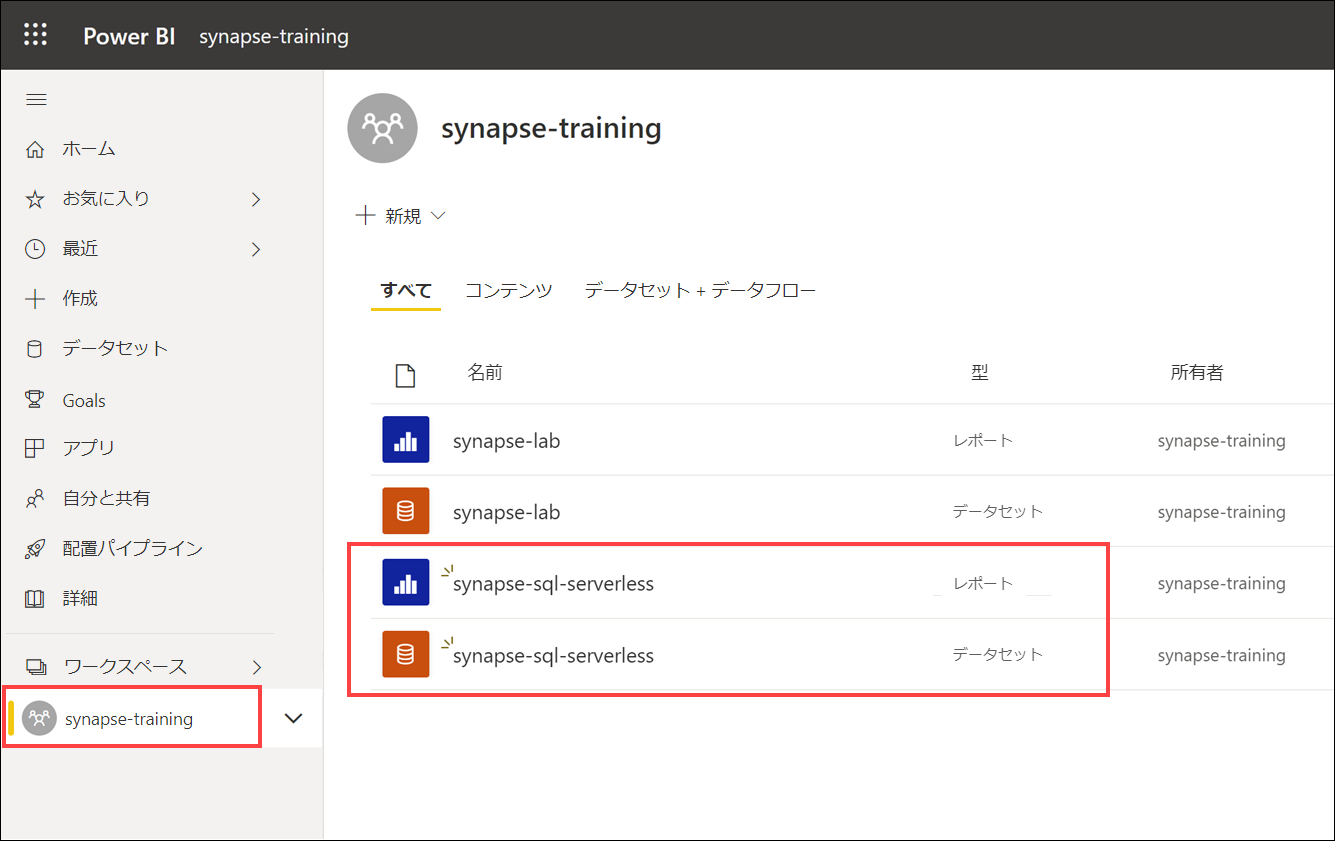 Power BI synapse-training
ホーム
お気に入り
最近
作成
データセット
Goals
アプリ
自分と共有
配置パイプライン
詳細
ワークスペース
synapse-training
synapse-training
新規
すべて コンテンツ データセット + データフロー
名前 型 所有者
synapse-lab レポート synapse-training
synapse-lab データセット synapse-training
synapse-sql-serverless レポート synapse-training
synapse-sql-serverless データセット synapse-training